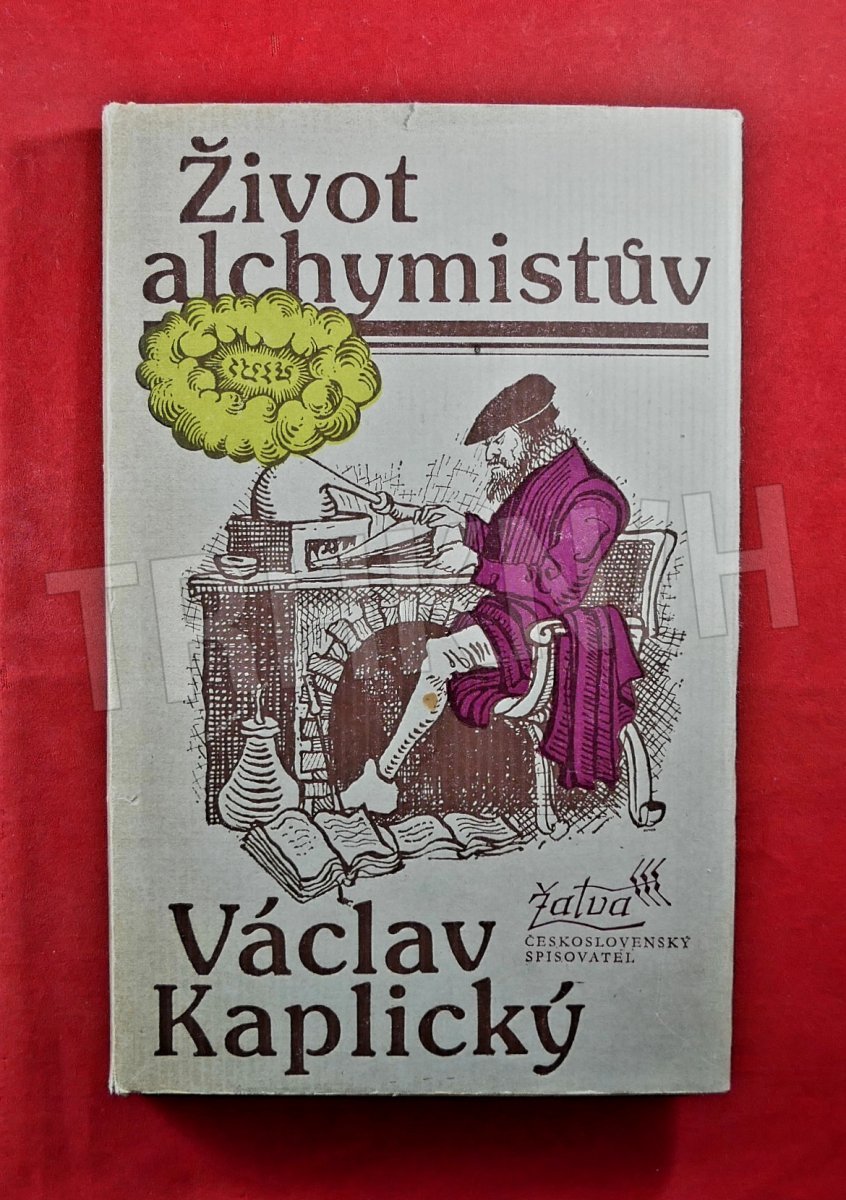 Život
alchymistův
Václav
Kaplický
Žatva
ČESKOSLOVENSKÝ
SPISOVATEL